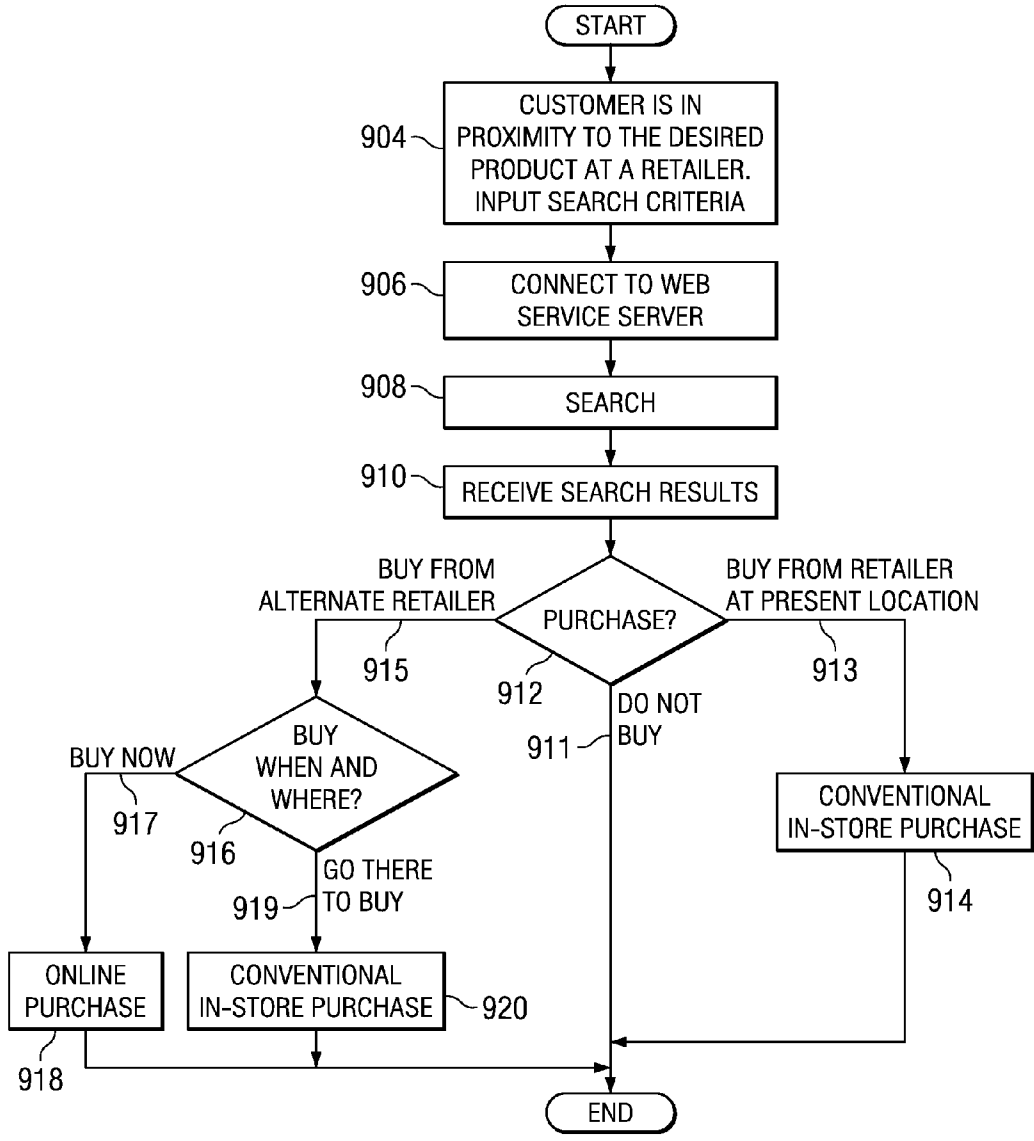 START
904
CUSTOMER IS IN
PROXIMITY TO THE DESIRED
PRODUCT AT A RETAILER.
INPUT SEARCH CRITERIA
906
CONNECT TO WEB
SERVICE SERVER
908
SEARCH
910
RECEIVE SEARCH RESULTS
BUY FROM
ALTERNATE RETAILER
915
PURCHASE?
912
BUY FROM RETAILER
AT PRESENT LOCATION
913
DO NOT
BUY
911
BUY NOW
917
BUY
WHEN AND
WHERE?
916
GO THERE
TO BUY
919
CONVENTIONAL
IN-STORE PURCHASE
914
ONLINE
PURCHASE
918
CONVENTIONAL
IN-STORE PURCHASE
920
END